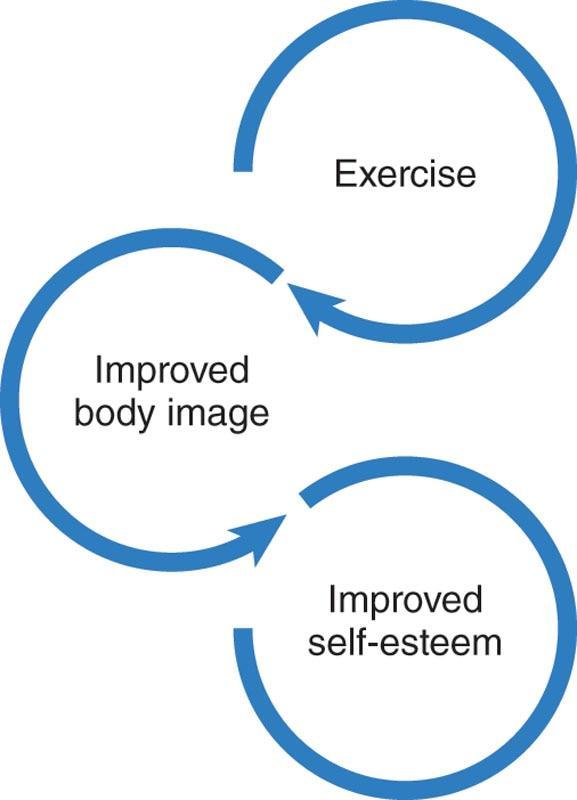 Exercise
Improved
body image
Improved
self-esteem